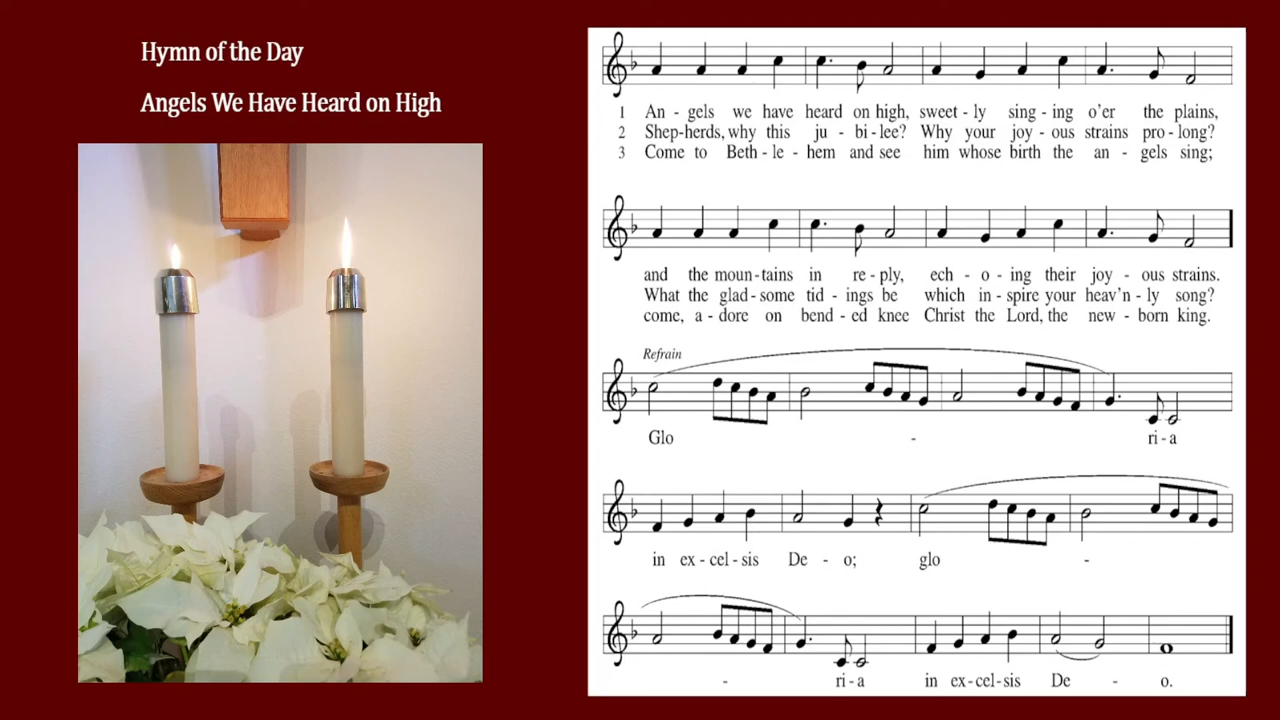 Hymn of the Day
Angels We Have Heard on High
1 An - gels we have heard on high, sweet - ly sing - ing o'er the plains,
2 Shep-herds, why this ju - bi - lee? Why your joy - ous strains pro - long?
3 Come to Beth - le - hem and see him whose birth the an - gels sing;
and the moun - tains in re - ply, ech - o - ing their joy - ous strains.
What the glad - some tid - ings be which in - spire your heav'n - ly song?
come, a - dore on bend - ed knee Christ the Lord, the new - born king.
Refrain
Glo - ri - a
in ex - cel - sis De - o; glo -
- ri - a in ex - cel - sis De - o.